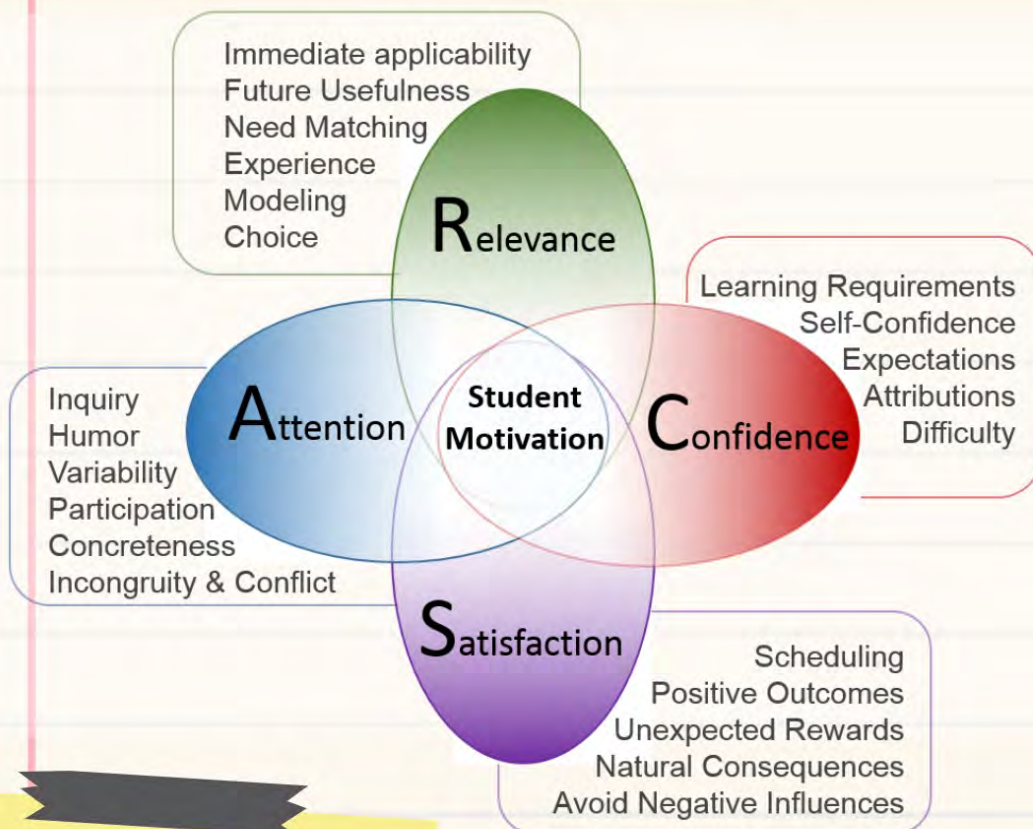 Immediate applicability
Future Usefulness
Need Matching
Experience
Modeling
Choice
Relevance
Learning Requirements
Self-Confidence
Expectations
Attributions
Difficulty
Inquiry
Humor
Variability
Participation
Concreteness
Incongruity & Conflict
Attention
Student
Motivation
Confidence
Satisfaction
Scheduling
Positive Outcomes
Unexpected Rewards
Natural Consequences
Avoid Negative Influences